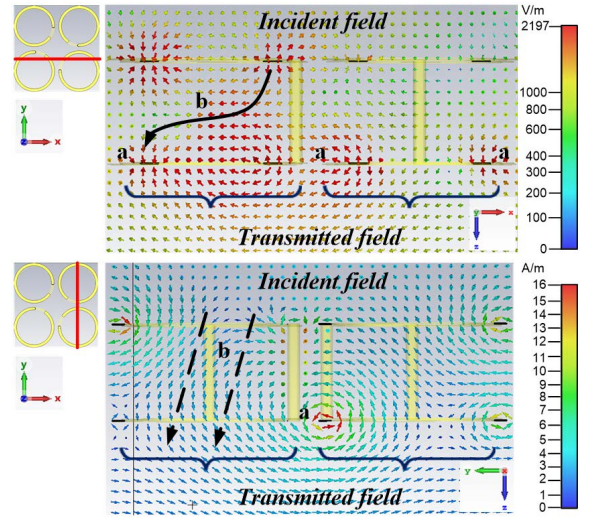 Incident field
V/m
2197
1000
800
600
400
300
200
100
0
b
a
a
a
y
x
z
y
x
z
Transmitted field
Incident field
A/m
16
15
14
13
12
11
10
9
8
7
6
5
4
3
2
1
0
b
a
y
x
z
y
x
z
Transmitted field